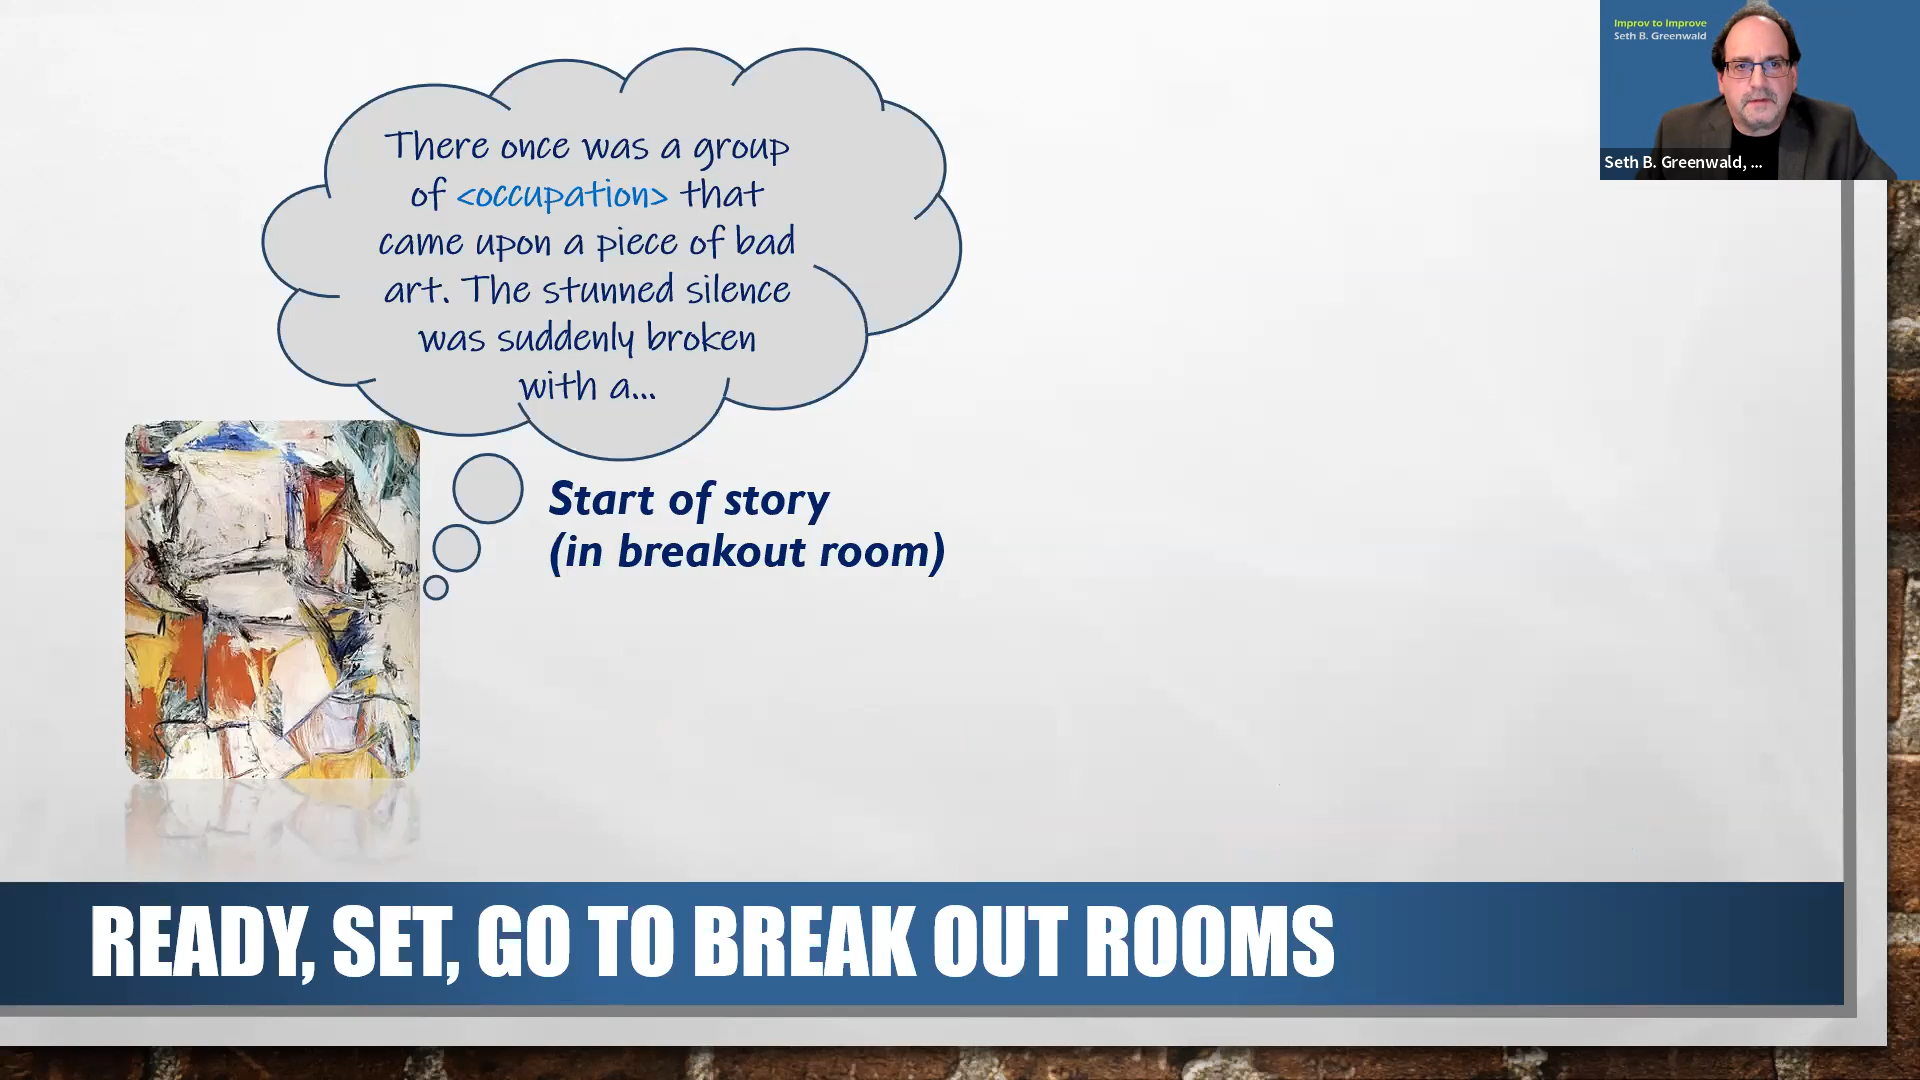 There once was a group
of <occupation> that
came upon a piece of bad
art. The stunned silence
was suddenly broken
with a...
Start of story
(in breakout room)
READY, SET, GO TO BREAK OUT ROOMS
Improv to Improve
Seth B. Greenwald
Seth B. Greenwald, ...